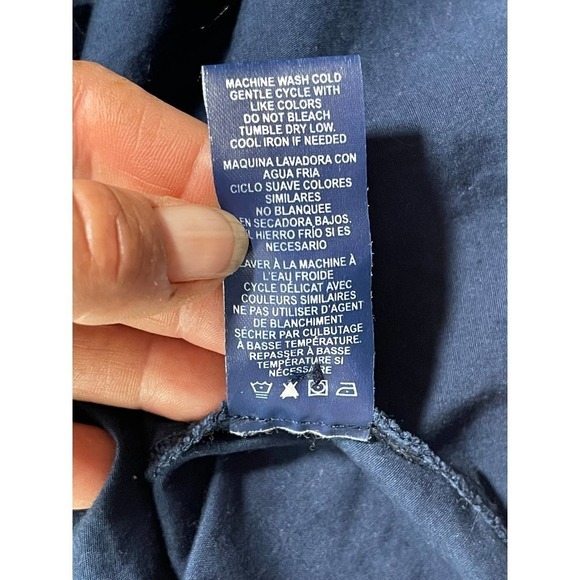 MACHINE WASH COLD
GENTLE CYCLE WITH
LIKE COLORS
DO NOT BLEACH
TUMBLE DRY LOW.
COOL IRON IF NEEDED
MAQUINA LAVADORA CON
AGUA FRIA
CICLO SUAVE COLORES
SIMILARES
NO BLANQUEE
EN SECADORA BAJOS.
EL HIERRO FRÍO SI ES
NECESARIO
LAVER À LA MACHINE À
L'EAU FROIDE
CYCLE DÉLICAT AVEC
COULEURS SIMILAIRES
NE PAS UTILISER D'AGENT
DE BLANCHIMENT
SÉCHER PAR CULBUTAGE
À BASSE TEMPÉRATURE.
REPASSER À BASSE
TEMPÉRATURE SI
NÉCESSAIRE